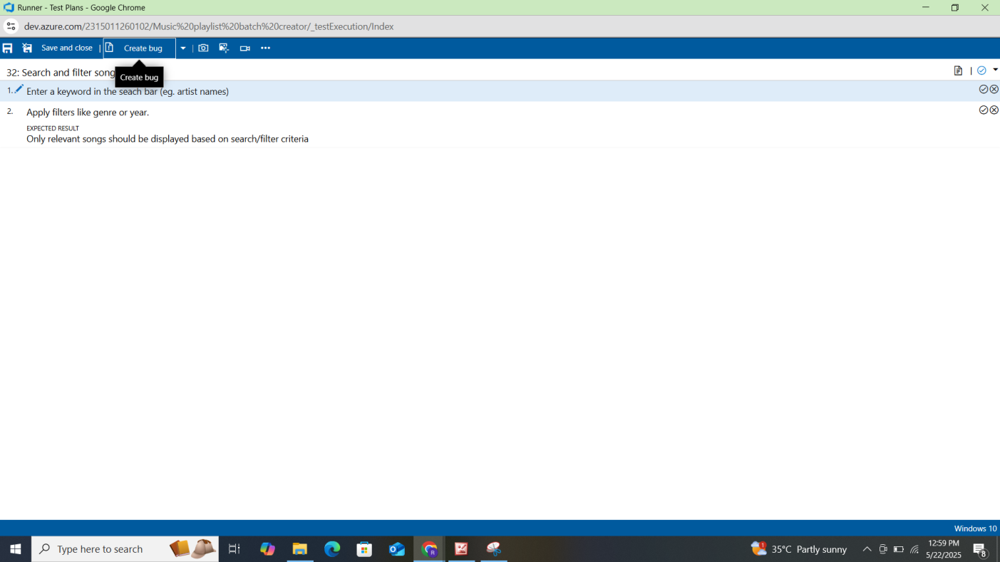 Runner - Test Plans - Google Chrome
dev.azure.com/2315011260102/Music%20playlist%20batch%20creator/_testExecution/Index
Save and close | Create bug
32: Search and filter song
Create bug
1. Enter a keyword in the seach bar (eg. artist names)
2. Apply filters like genre or year.
EXPECTED RESULT
Only relevant songs should be displayed based on search/filter criteria
Windows 10
Type here to search
1
35°C Partly sunny
12:59 PM
5/22/2025
8
R